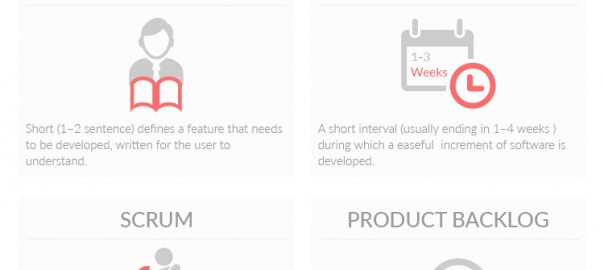 Short (1–2 sentence) defines a feature that needs
to be developed, written for the user to
understand.
1–3
Weeks
A short interval (usually ending in 1–4 weeks )
during which a easeful  increment of software is
developed.
SCRUM
PRODUCT BACKLOG